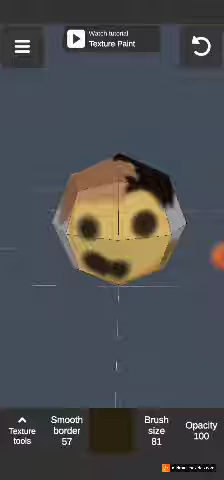 Watch tutorial
Texture Paint
Texture
tools
Smooth
border
57
Brush
size
81
Opacity
100